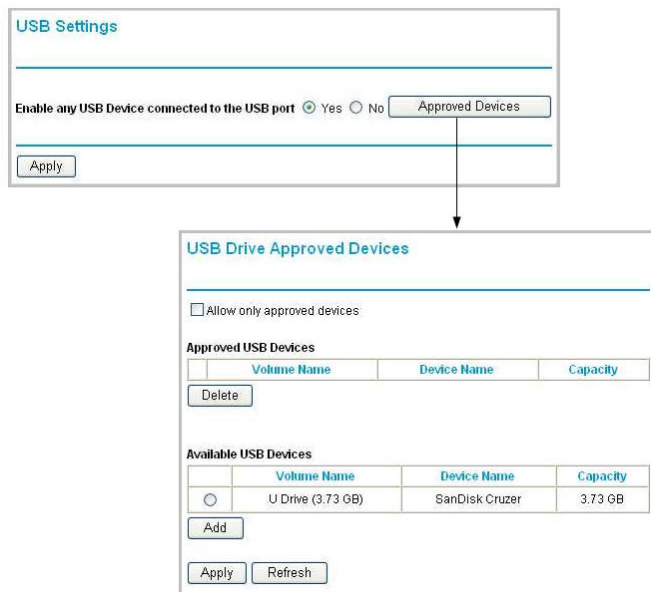 USB Settings
Enable any USB Device connected to the USB port Yes No Approved Devices
Apply
USB Drive Approved Devices
Allow only approved devices
Approved USB Devices
Volume Name Device Name Capacity
Delete
Available USB Devices
Volume Name Device Name Capacity
U Drive (3.73 GB) SanDisk Cruzer 3.73 GB
Add
Apply Refresh